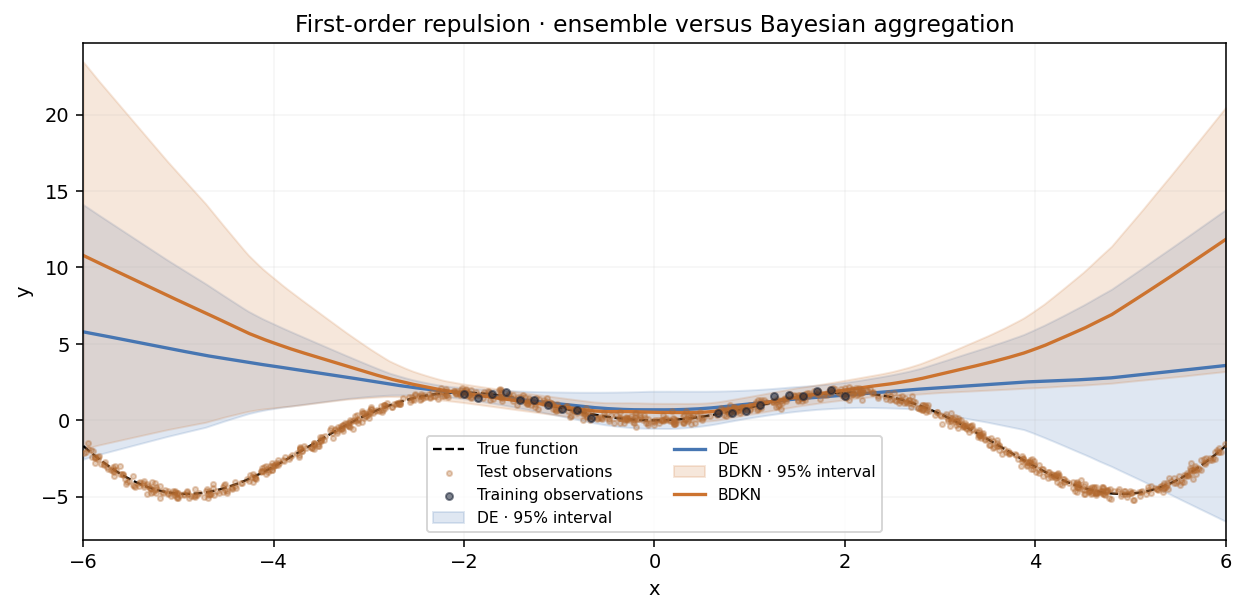 First-order repulsion · ensemble versus Bayesian aggregation
y
20
15
10
5
0
−5
True function
Test observations
Training observations
DE · 95% interval
DE
BDKN · 95% interval
BDKN
−6 −4 −2 0 2 4 6
x